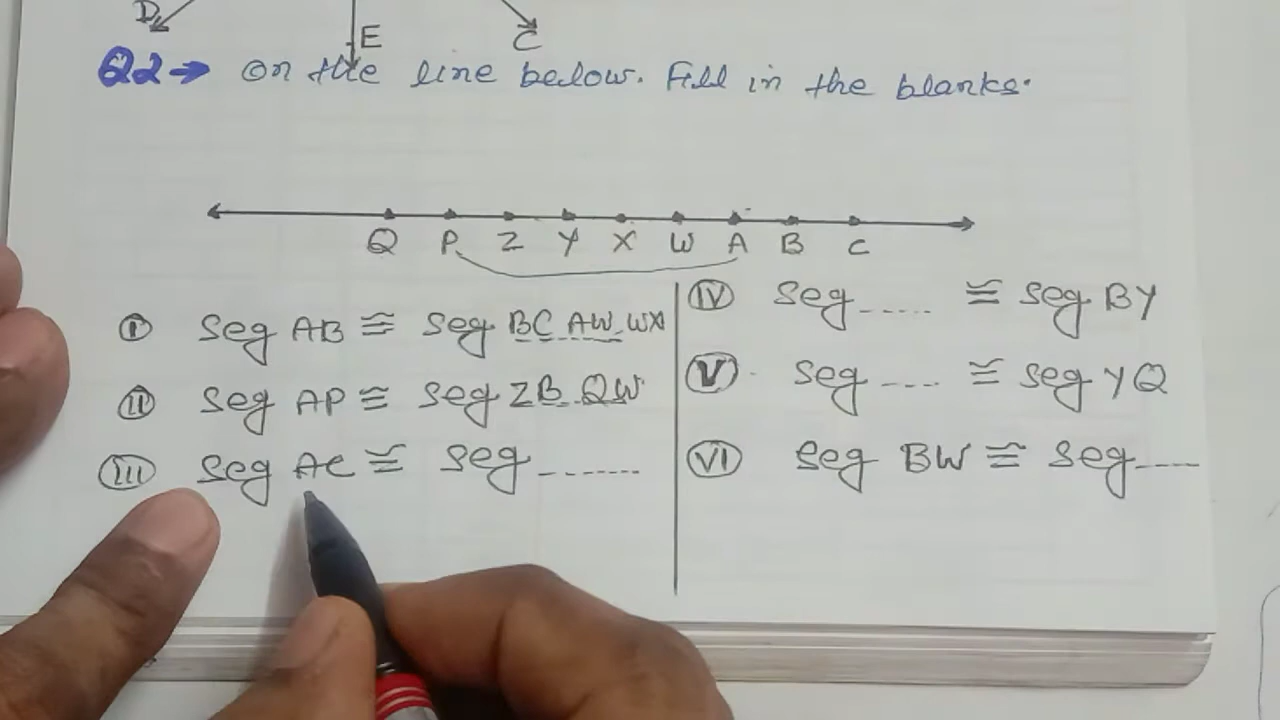 D E C
Q2→ On the line below. Fill in the blanks.
Q P Z Y X W A B C
I seg AB ≅ seg BC AW WX
II seg AP ≅ seg ZB QW
III seg AC ≅ seg -------
IV seg ----- ≅ seg BY
V seg --- ≅ seg YQ
VI seg BW ≅ seg ----